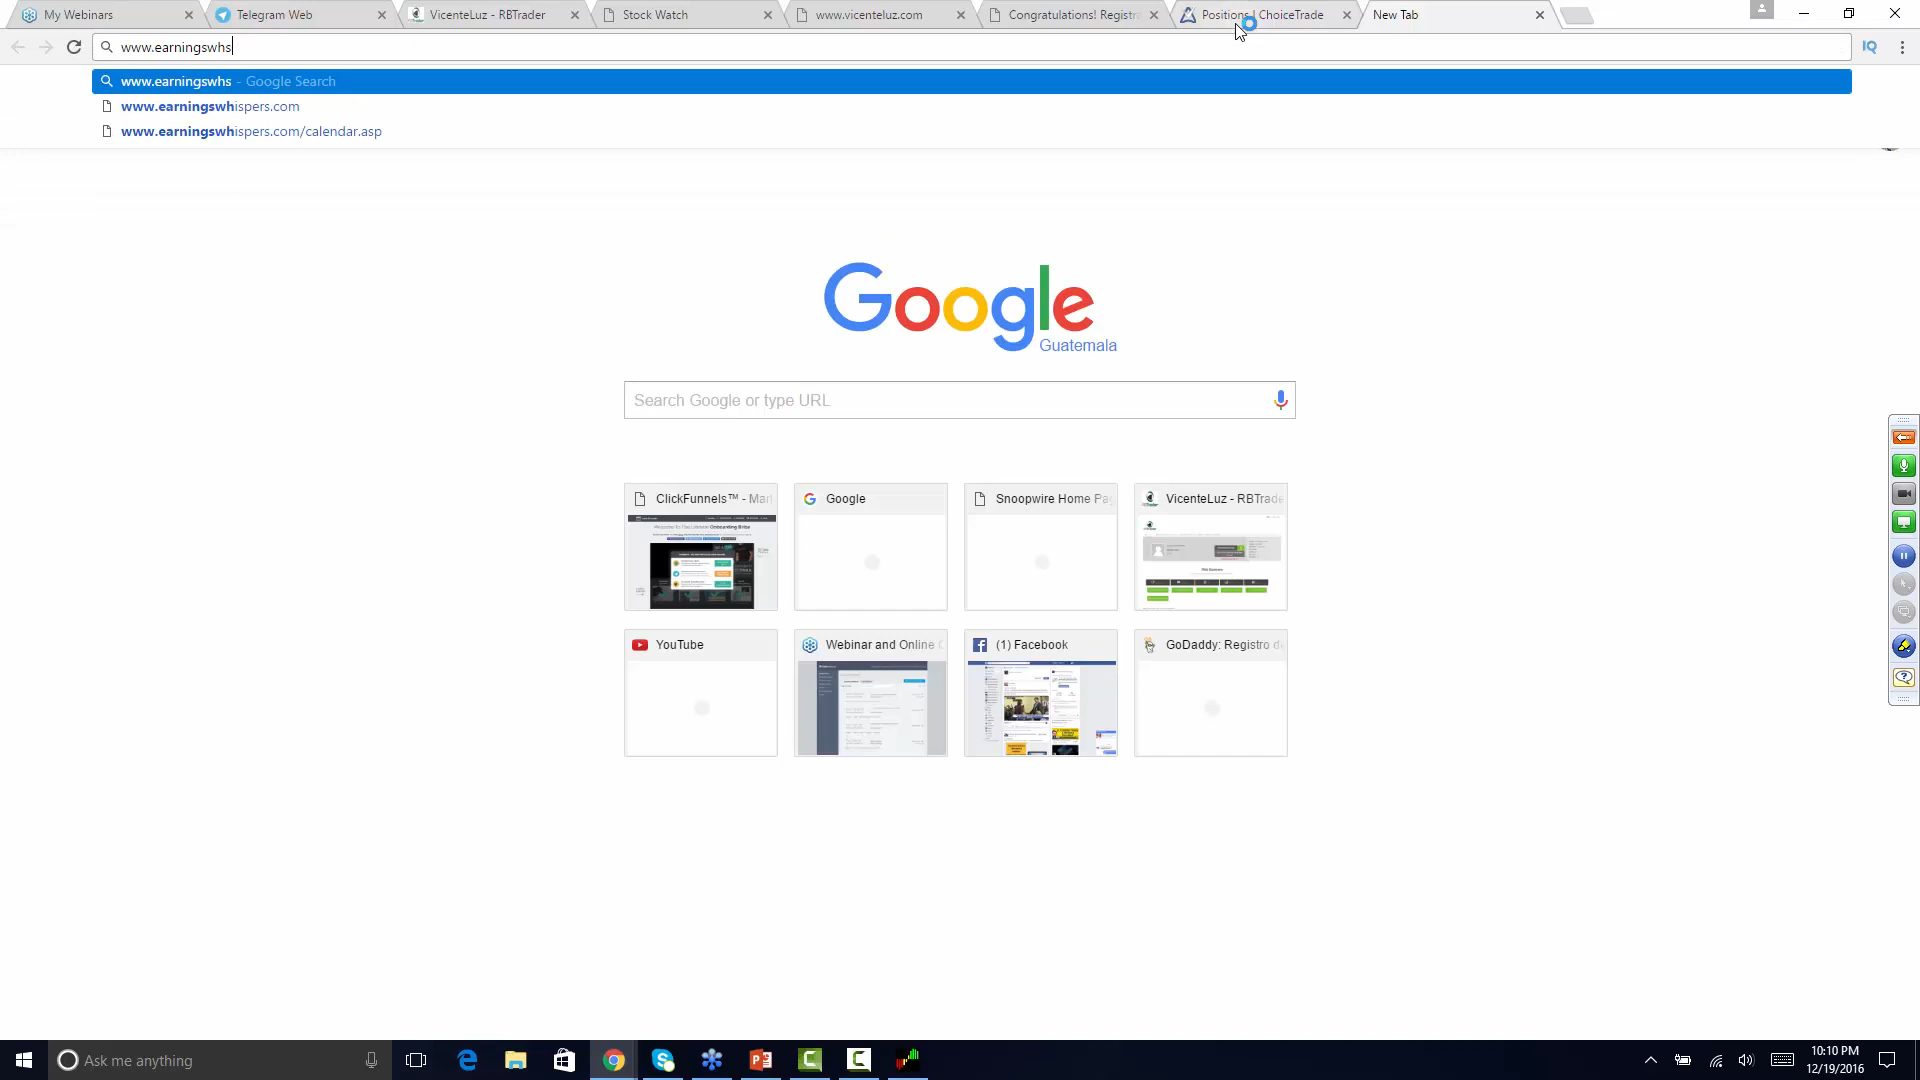 My Webinars
Telegram Web
VicenteLuz - RBTrader
Stock Watch
www.vicenteluz.com
Congratulations! Registr
Positions | ChoiceTrade
New Tab
www.earningswhs
IQ
www.earningswhs - Google Search
www.earningswhispers.com
www.earningswhispers.com/calendar.asp
Google
Guatemala
Search Google or type URL
ClickFunnels™ - Mar
Google
Snoopwire Home Pa
VicenteLuz - RBTrade
YouTube
Webinar and Online
(1) Facebook
GoDaddy: Registro d
Ask me anything
10:10 PM
12/19/2016